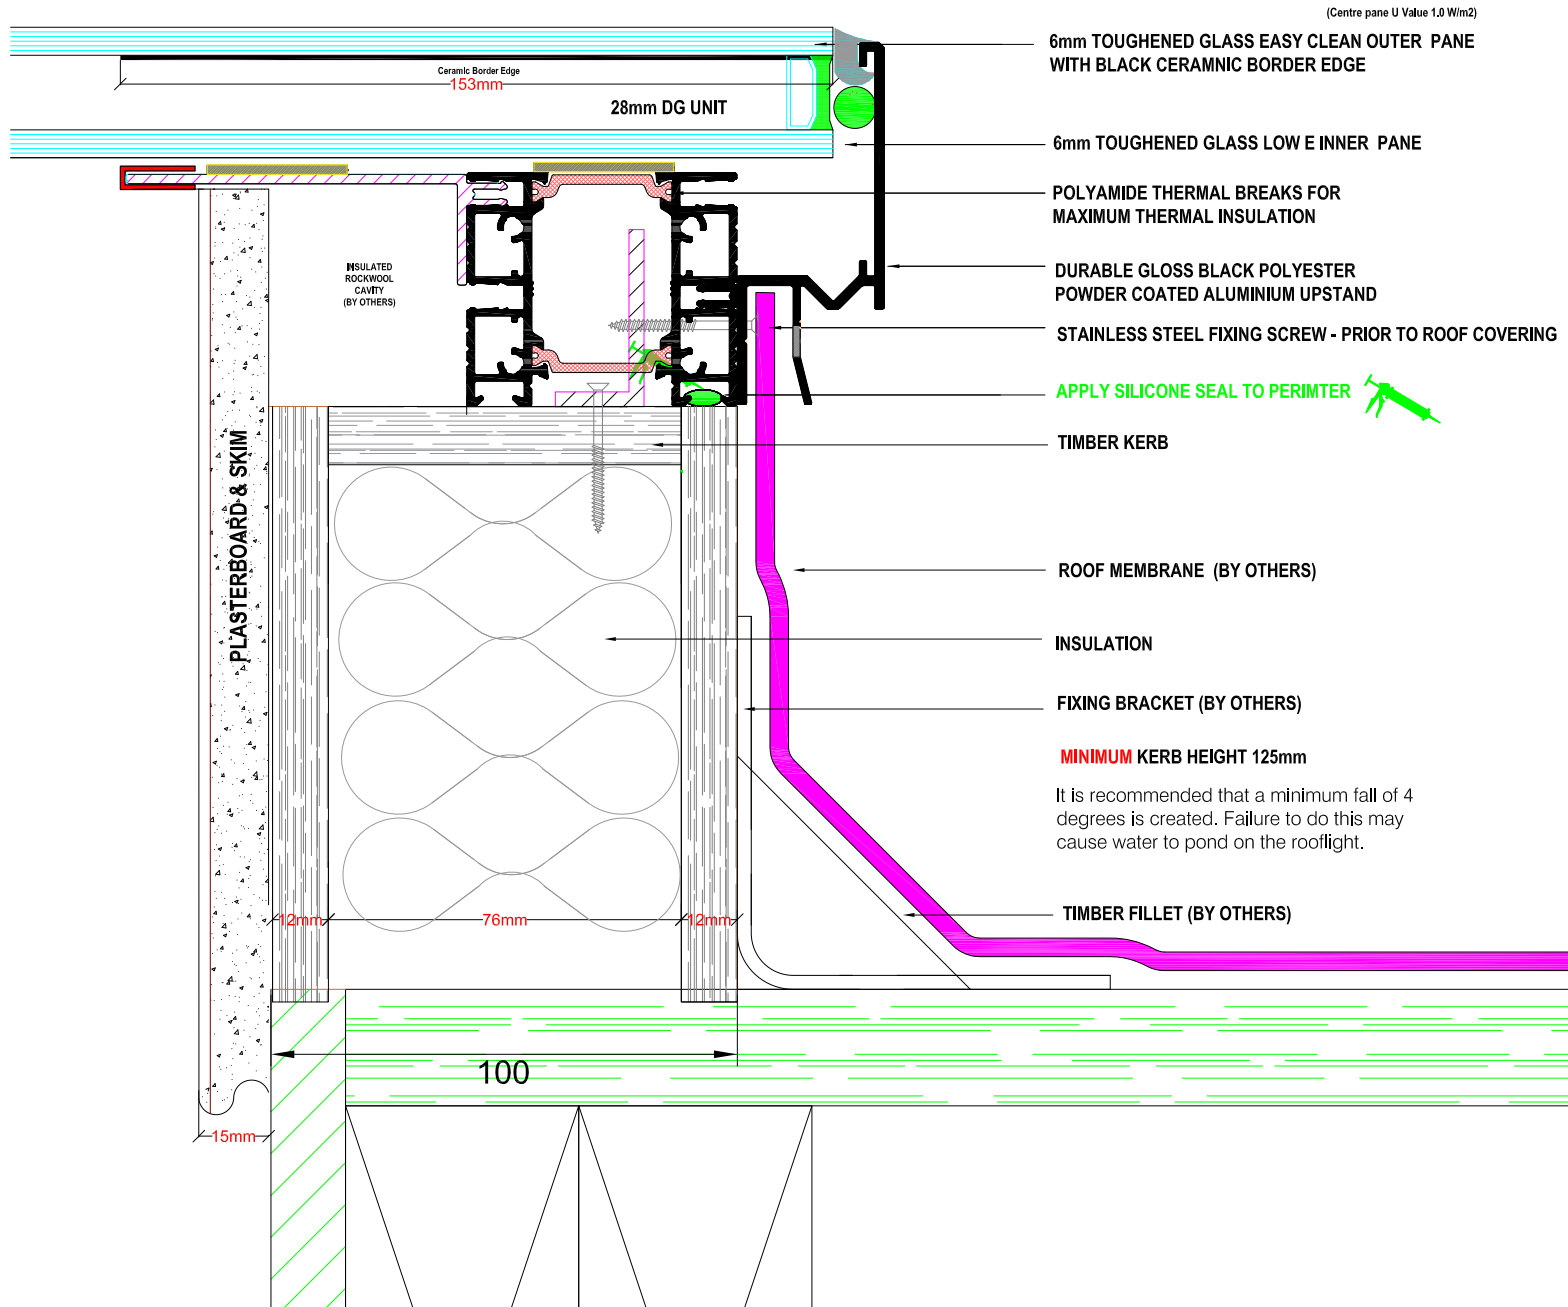 (Centre pane U Value 1.0 W/m2)
6mm TOUGHENED GLASS EASY CLEAN OUTER PANE
WITH BLACK CERAMNIC BORDER EDGE
Ceramic Border Edge
153mm
28mm DG UNIT
6mm TOUGHENED GLASS LOW E INNER PANE
POLYAMIDE THERMAL BREAKS FOR
MAXIMUM THERMAL INSULATION
INSULATED
ROCKWOOL
CAVITY
(BY OTHERS)
DURABLE GLOSS BLACK POLYESTER
POWDER COATED ALUMINIUM UPSTAND
STAINLESS STEEL FIXING SCREW - PRIOR TO ROOF COVERING
APPLY SILICONE SEAL TO PERIMTER
TIMBER KERB
PLASTERBOARD & SKIM
ROOF MEMBRANE (BY OTHERS)
INSULATION
FIXING BRACKET (BY OTHERS)
MINIMUM KERB HEIGHT 125mm
It is recommended that a minimum fall of 4
degrees is created. Failure to do this may
cause water to pond on the rooflight.
TIMBER FILLET (BY OTHERS)
12mm
76mm
12mm
100
15mm